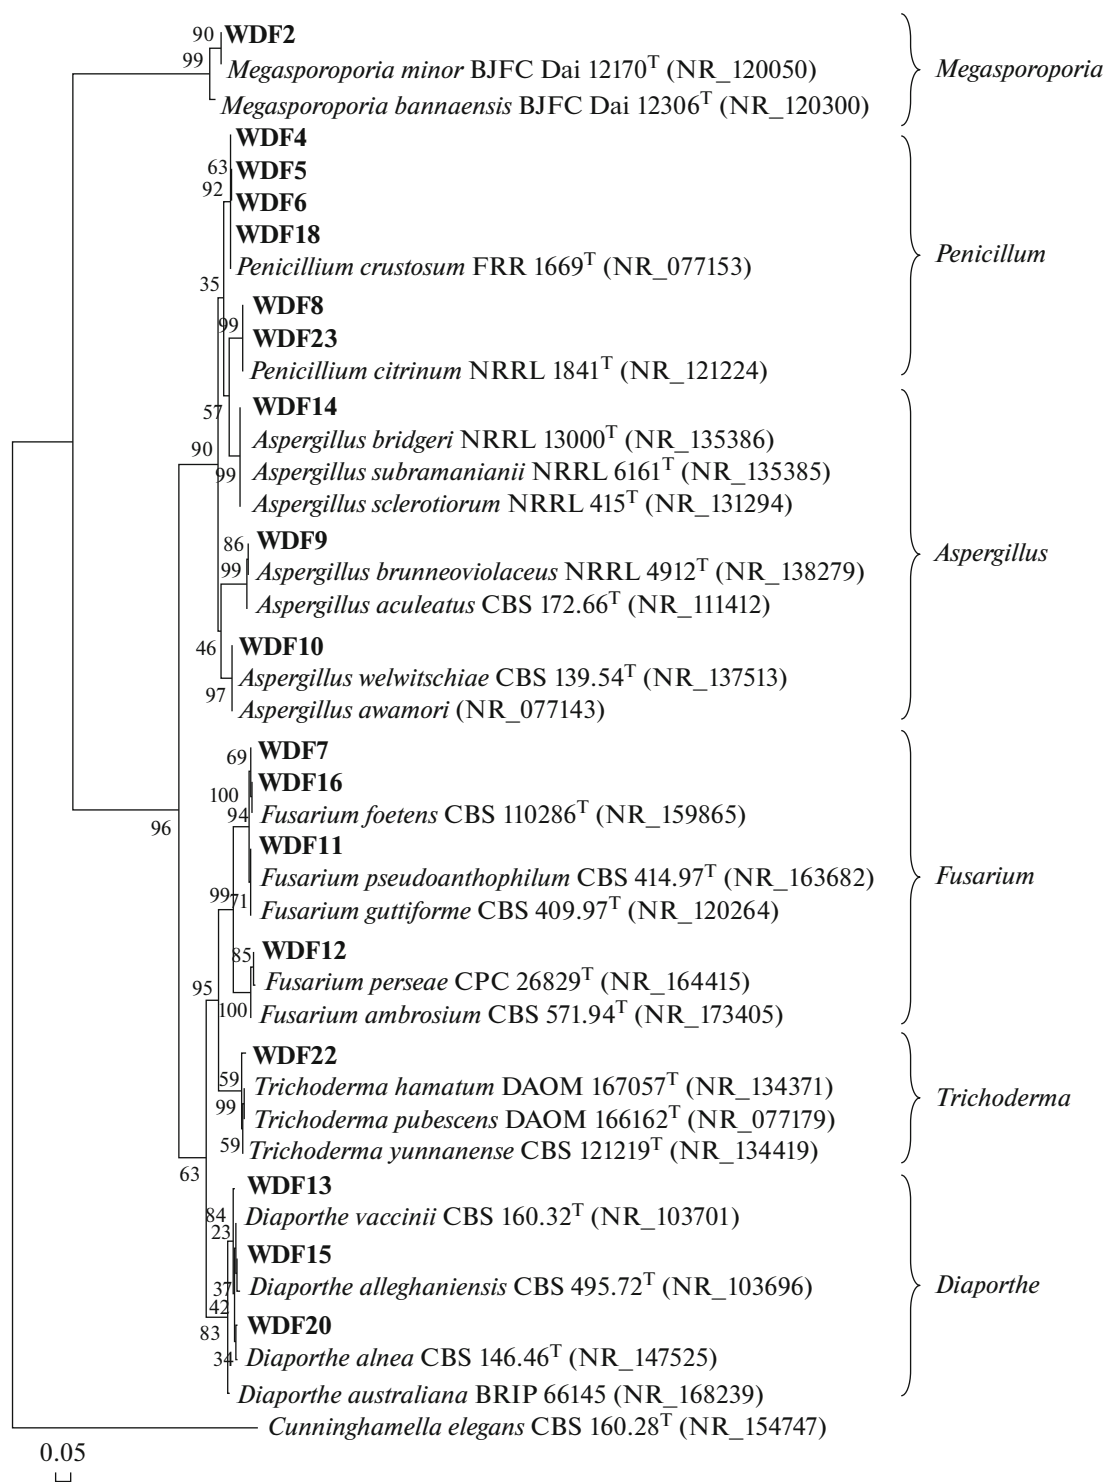 90 WDF2
99 Megasporoporia minor BJFC Dai 12170T (NR_120050)
Megasporoporia
Megasporoporia bannaensis BJFC Dai 12306T (NR_120300)
WDF4
63 WDF5
92 WDF6
WDF18
Penicillum
Penicillium crustosum FRR 1669T (NR_077153)
35
WDF8
99 WDF23
Penicillium citrinum NRRL 1841T (NR_121224)
57 WDF14
90 Aspergillus bridgeri NRRL 13000T (NR_135386)
99 Aspergillus subramanianii NRRL 6161T (NR_135385)
Aspergillus sclerotiorum NRRL 415T (NR_131294)
86 WDF9
Aspergillus
99 Aspergillus brunneoviolaceus NRRL 4912T (NR_138279)
Aspergillus aculeatus CBS 172.66T (NR_111412)
46 WDF10
Aspergillus welwitschiae CBS 139.54T (NR_137513)
97 Aspergillus awamori (NR_077143)
69 WDF7
100 WDF16
94 Fusarium foetens CBS 110286T (NR_159865)
96
WDF11
Fusarium pseudoanthophilum CBS 414.97T (NR_163682)
Fusarium
99 71 Fusarium guttiforme CBS 409.97T (NR_120264)
85 WDF12
95 Fusarium perseae CPC 26829T (NR_164415)
100 Fusarium ambrosium CBS 571.94T (NR_173405)
WDF22
59 Trichoderma hamatum DAOM 167057T (NR_134371)
Trichoderma
99 Trichoderma pubescens DAOM 166162T (NR_077179)
59 Trichoderma yunnanense CBS 121219T (NR_134419)
63
WDF13
84 Diaporthe vaccinii CBS 160.32T (NR_103701)
23 WDF15
37 Diaporthe alleghaniensis CBS 495.72T (NR_103696)
Diaporthe
42
83 WDF20
34 Diaporthe alnea CBS 146.46T (NR_147525)
Diaporthe australiana BRIP 66145 (NR_168239)
Cunninghamella elegans CBS 160.28T (NR_154747)
0.05